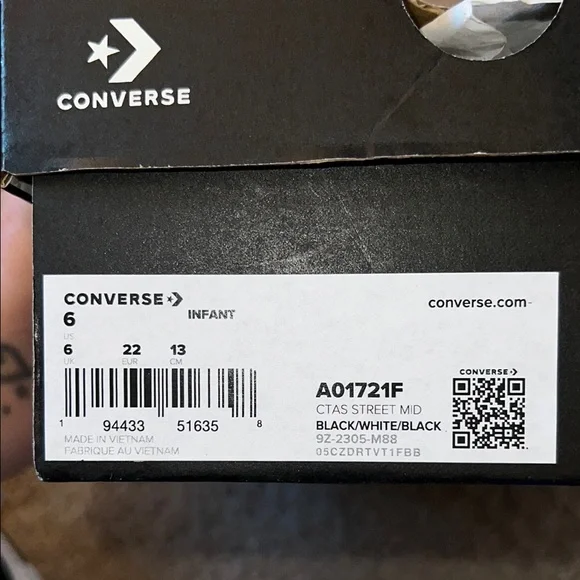 CONVERSE
CONVERSE
6 INFANT
US
6 22 13
UK EUR CM
1 94433 51635 8
MADE IN VIETNAM
FABRIQUE AU VIETNAM
converse.com
A01721F
CTAS STREET MID
BLACK/WHITE/BLACK
9Z-2305-M88
05CZDRTVT1FBB
CONVERSE